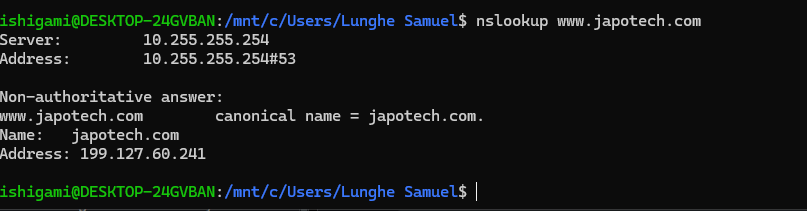 ishigami@DESKTOP-24GVBAN:/mnt/c/Users/Lunghe Samuel$ nslookup www.japotech.com
Server:         10.255.255.254
Address:        10.255.255.254#53

Non-authoritative answer:
www.japotech.com        canonical name = japotech.com.
Name:   japotech.com
Address: 199.127.60.241

ishigami@DESKTOP-24GVBAN:/mnt/c/Users/Lunghe Samuel$